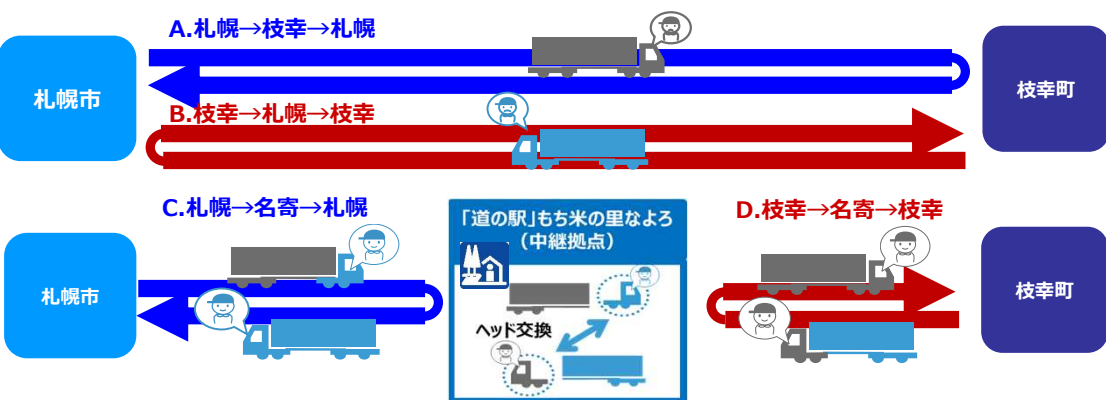 A.札幌→枝幸→札幌
札幌市
枝幸町
B.枝幸→札幌→枝幸
C.札幌→名寄→札幌
「道の駅」もち米の里なよろ
（中継拠点）
D.枝幸→名寄→枝幸
札幌市
枝幸町
ヘッド交換